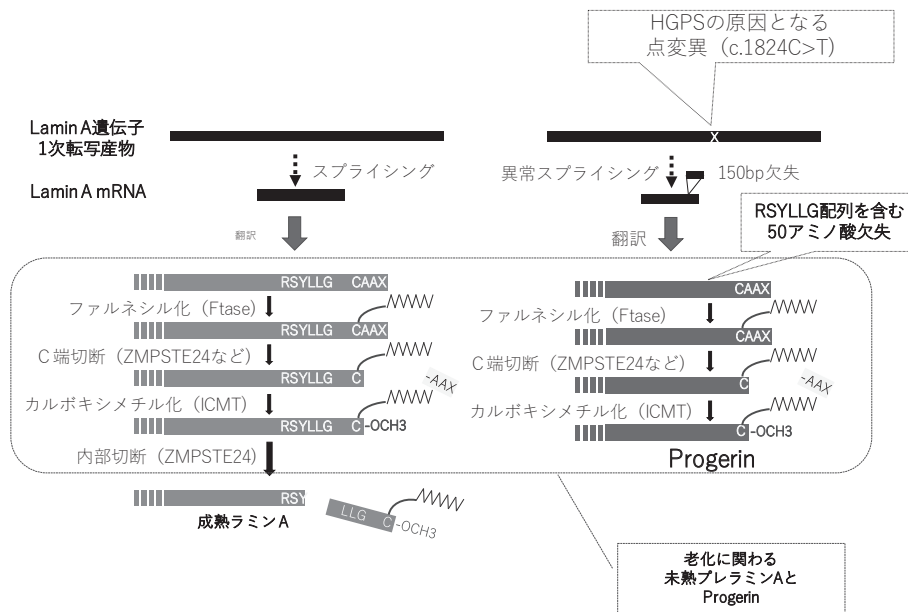 HGPSの原因となる
点変異（c.1824C>T）
Lamin A遺伝子
1次転写産物
X
スプライシング
異常スプライシング
150bp欠失
Lamin A mRNA
RSYLLG配列を含む
50アミノ酸欠失
翻訳
翻訳
RSYLLG CAAX
CAAX
ファルネシル化（Ftase）
ファルネシル化（Ftase）
RSYLLG CAAX
CAAX
C端切断（ZMPSTE24など）
C端切断（ZMPSTE24など）
RSYLLG C
-AAX
C
-AAX
カルボキシメチル化（ICMT）
カルボキシメチル化（ICMT）
RSYLLG C-OCH3
C-OCH3
内部切断（ZMPSTE24）
Progerin
RSY
LLG C-OCH3
成熟ラミンA
老化に関わる
未熟プレラミンAと
Progerin